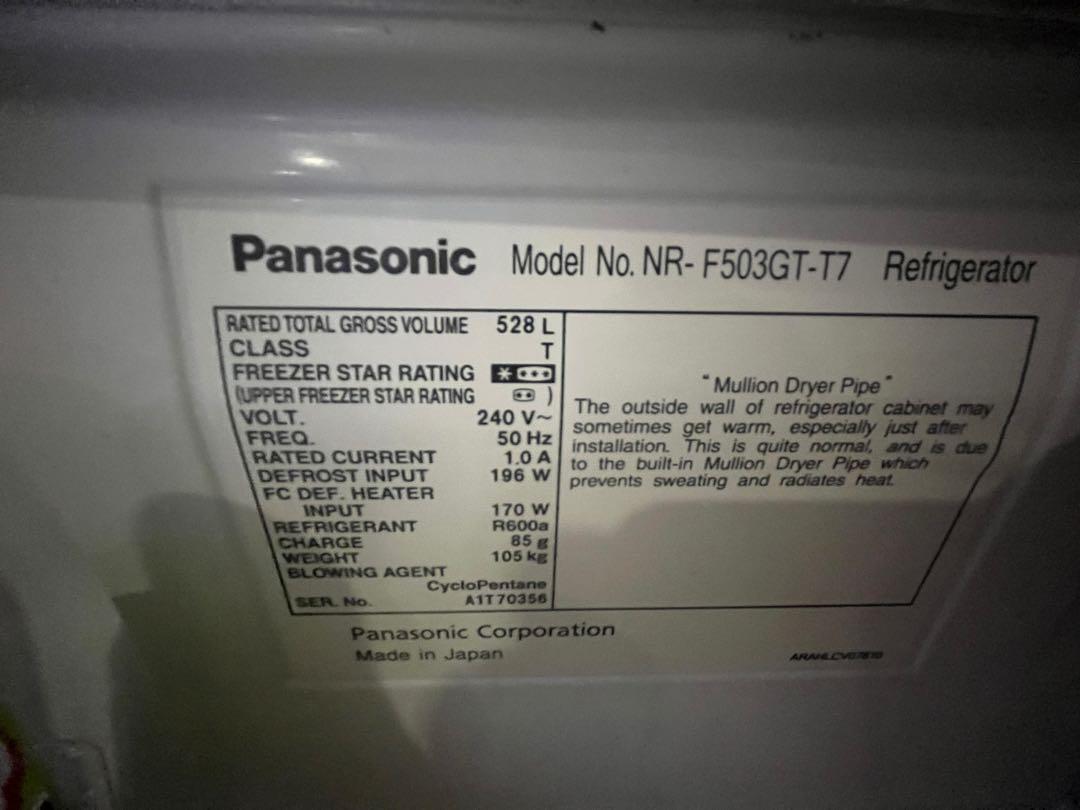 Panasonic Model No. NR- F503GT-T7 Refrigerator
RATED TOTAL GROSS VOLUME 528 L
CLASS T
FREEZER STAR RATING
(UPPER FREEZER STAR RATING )
VOLT. 240 V~
FREQ. 50 Hz
RATED CURRENT 1.0 A
DEFROST INPUT 196 W
FC DEF. HEATER
INPUT 170 W
REFRIGERANT R600a
CHARGE 85 g
WEIGHT 105 kg
BLOWING AGENT
CycloPentane
SER. No. A1T70356
"Mullion Dryer Pipe"
The outside wall of refrigerator cabinet may
sometimes get warm, especially just after
installation. This is quite normal, and is due
to the built-in Mullion Dryer Pipe which
prevents sweating and radiates heat.
Panasonic Corporation
Made in Japan